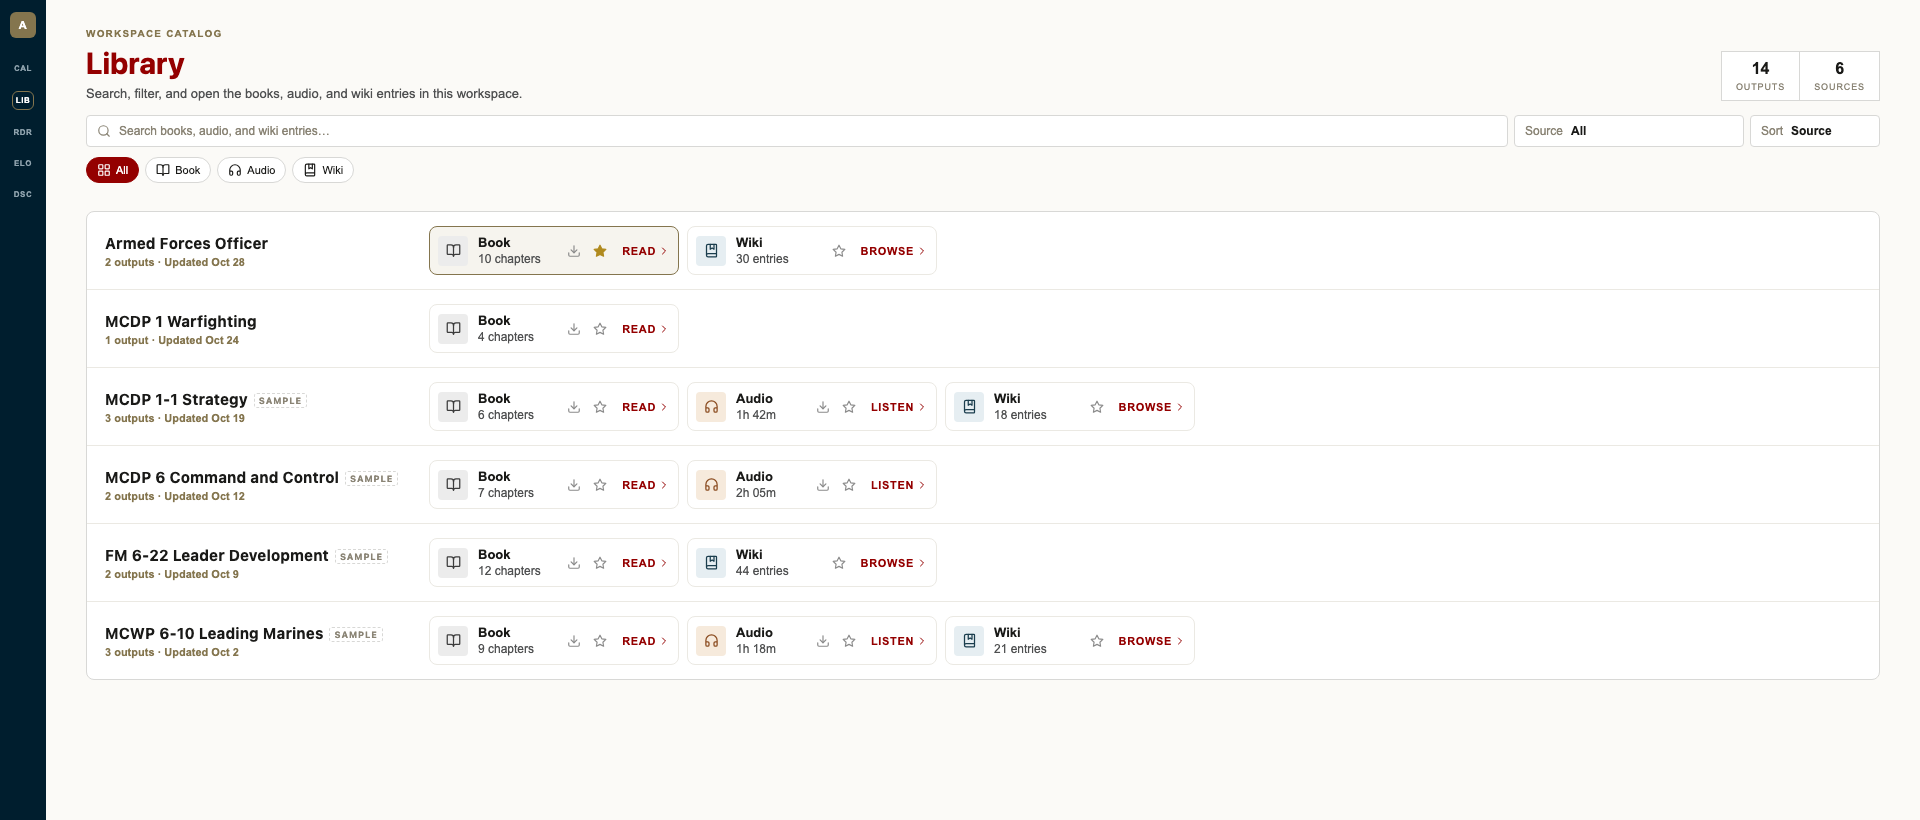 A
CAL
LIB
RDR
ELO
DSC
WORKSPACE CATALOG
Library
Search, filter, and open the books, audio, and wiki entries in this workspace.
14
OUTPUTS
6
SOURCES
Search books, audio, and wiki entries…
Source All
Sort Source
All
Book
Audio
Wiki
Armed Forces Officer
2 outputs · Updated Oct 28
Book
10 chapters
READ
Wiki
30 entries
BROWSE
MCDP 1 Warfighting
1 output · Updated Oct 24
Book
4 chapters
READ
MCDP 1-1 Strategy SAMPLE
3 outputs · Updated Oct 19
Book
6 chapters
READ
Audio
1h 42m
LISTEN
Wiki
18 entries
BROWSE
MCDP 6 Command and Control SAMPLE
2 outputs · Updated Oct 12
Book
7 chapters
READ
Audio
2h 05m
LISTEN
FM 6-22 Leader Development SAMPLE
2 outputs · Updated Oct 9
Book
12 chapters
READ
Wiki
44 entries
BROWSE
MCWP 6-10 Leading Marines SAMPLE
3 outputs · Updated Oct 2
Book
9 chapters
READ
Audio
1h 18m
LISTEN
Wiki
21 entries
BROWSE